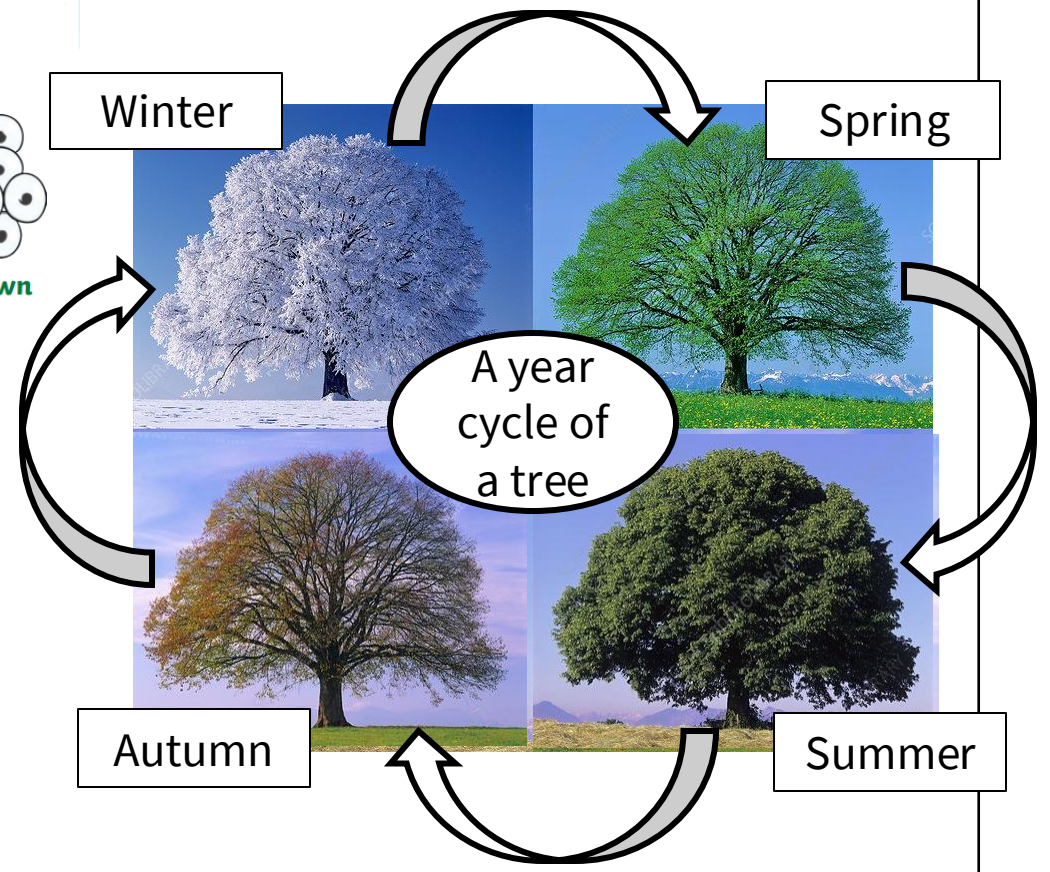 Winter
Spring
wn
A year
cycle of
a tree
Autumn
Summer